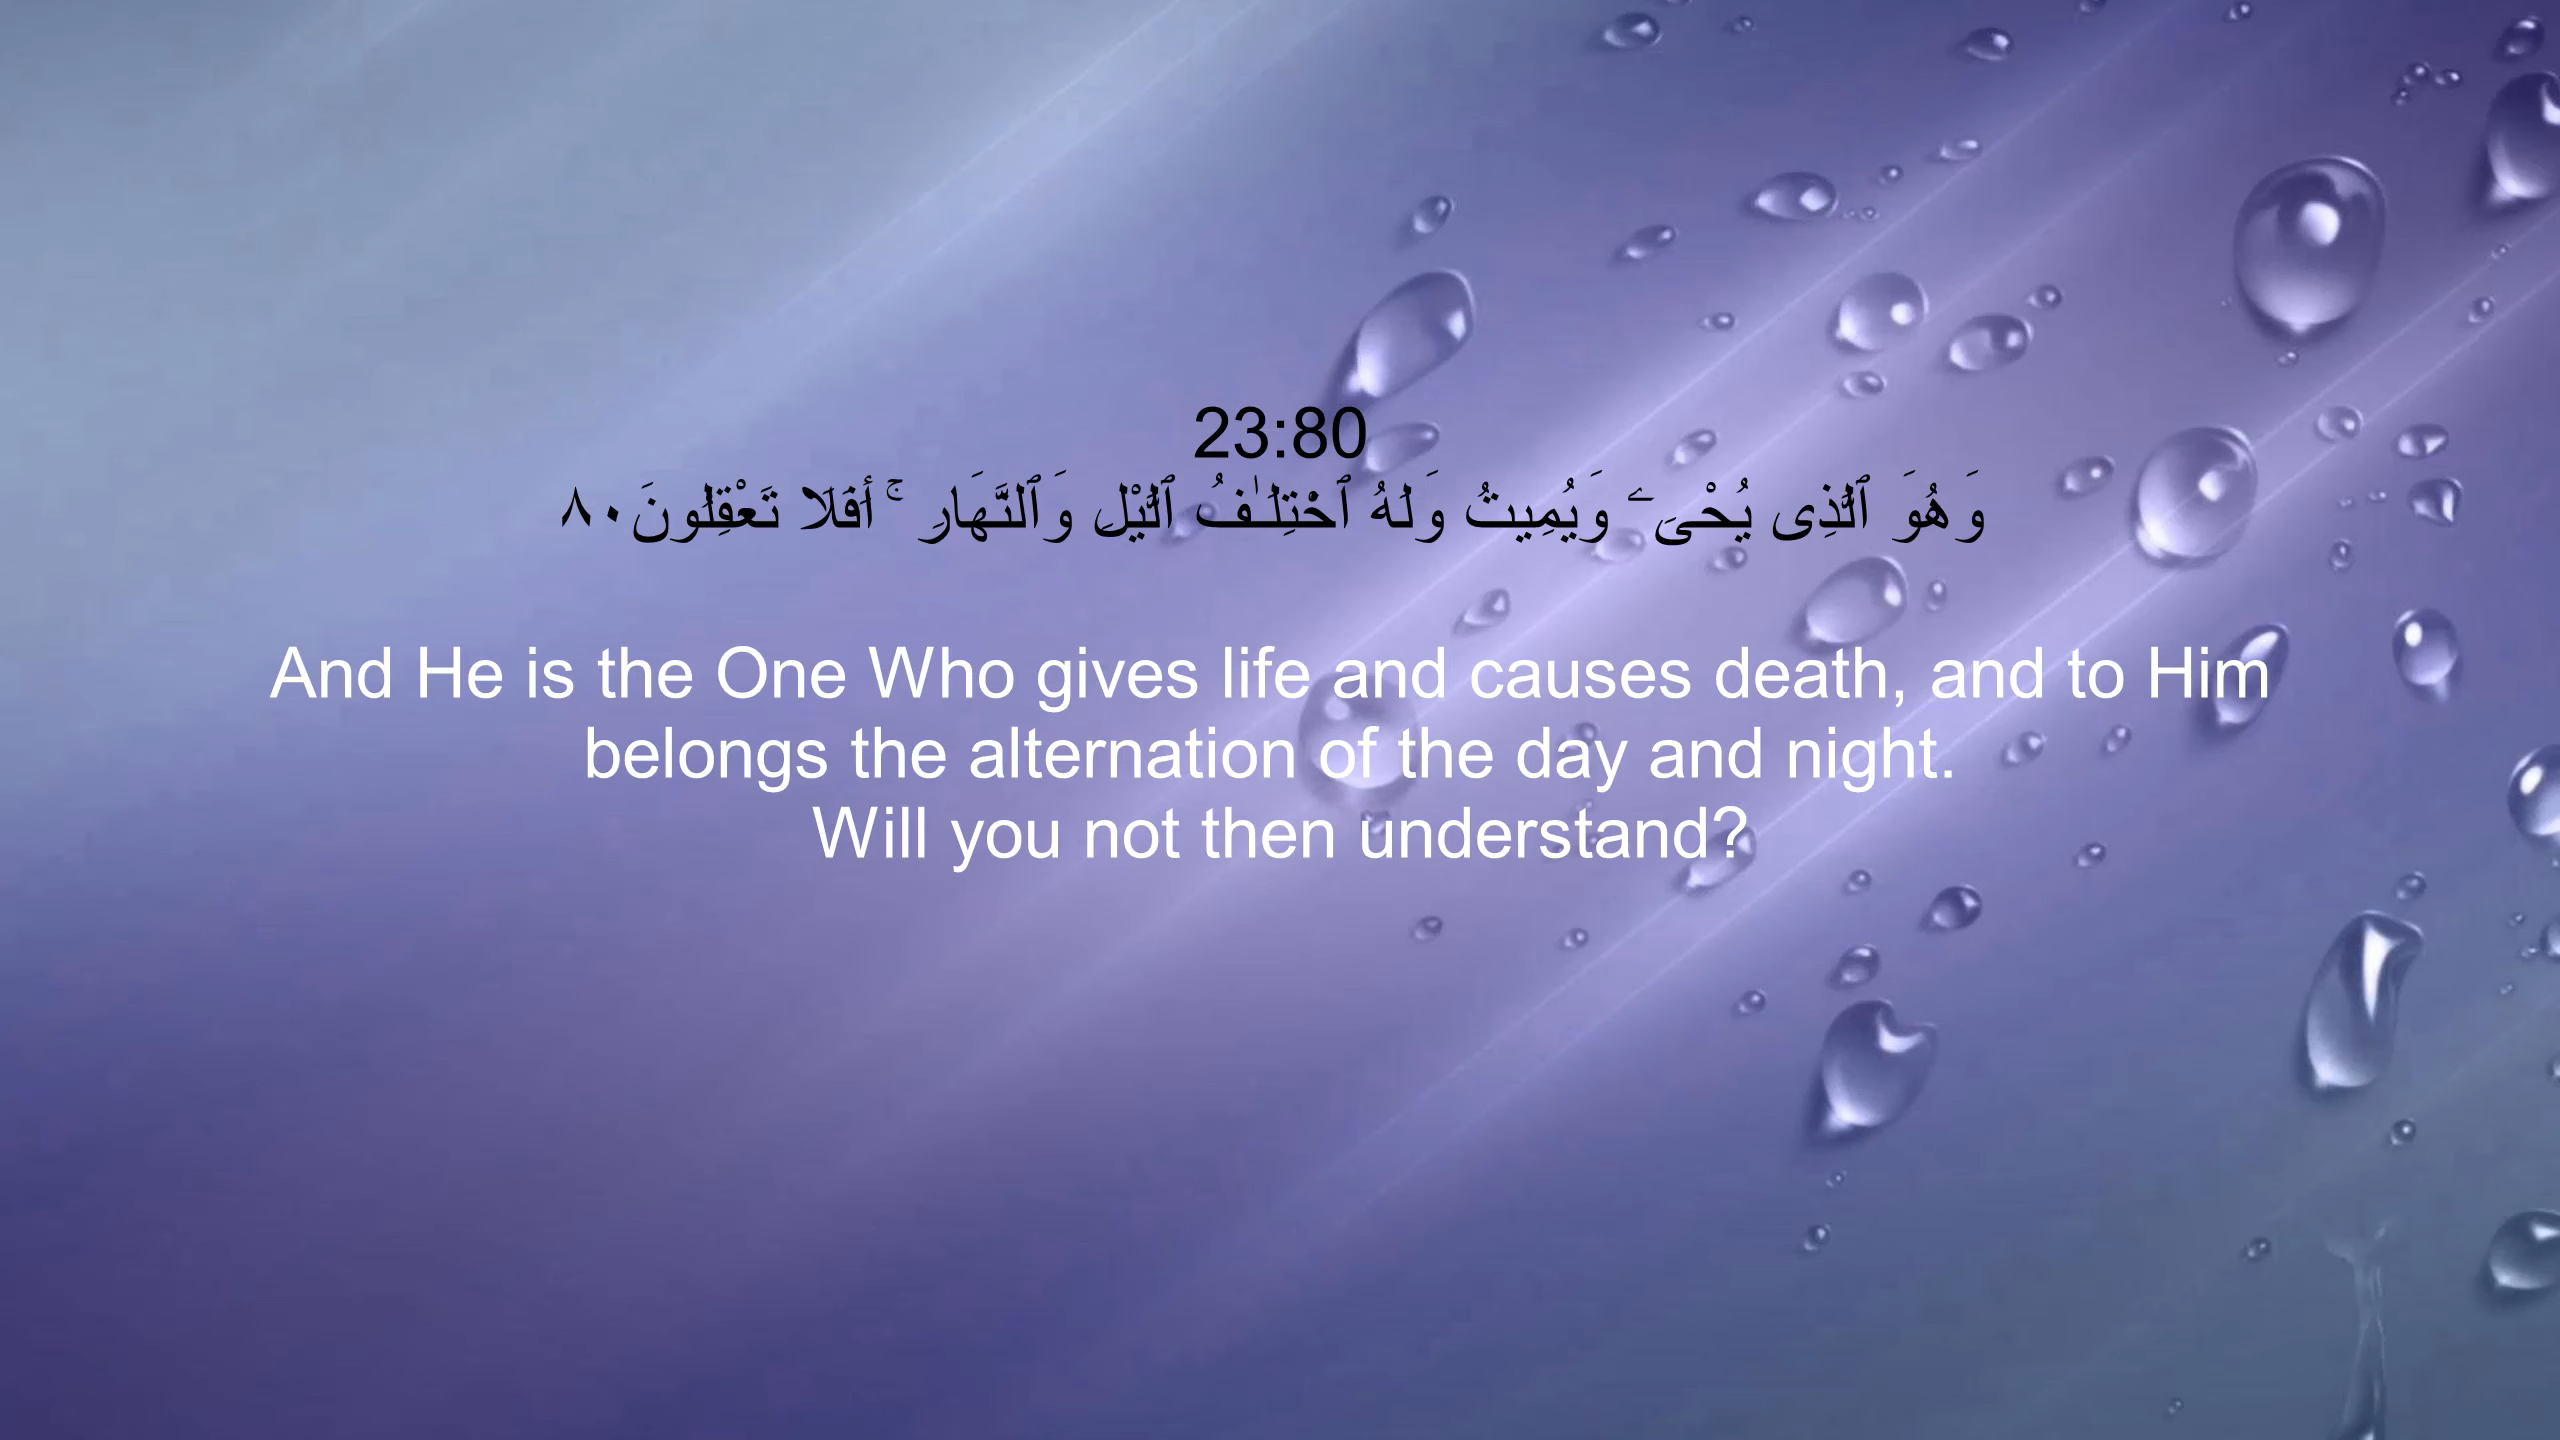 23:80
وَهُوَ ٱلَّذِى يُحْىِۦ وَيُمِيتُ وَلَهُ ٱخْتِلَـٰفُ ٱلَّيْلِ وَٱلنَّهَارِ ۚ أَفَلَا تَعْقِلُونَ ٨٠
And He is the One Who gives life and causes death, and to Him
belongs the alternation of the day and night.
Will you not then understand?